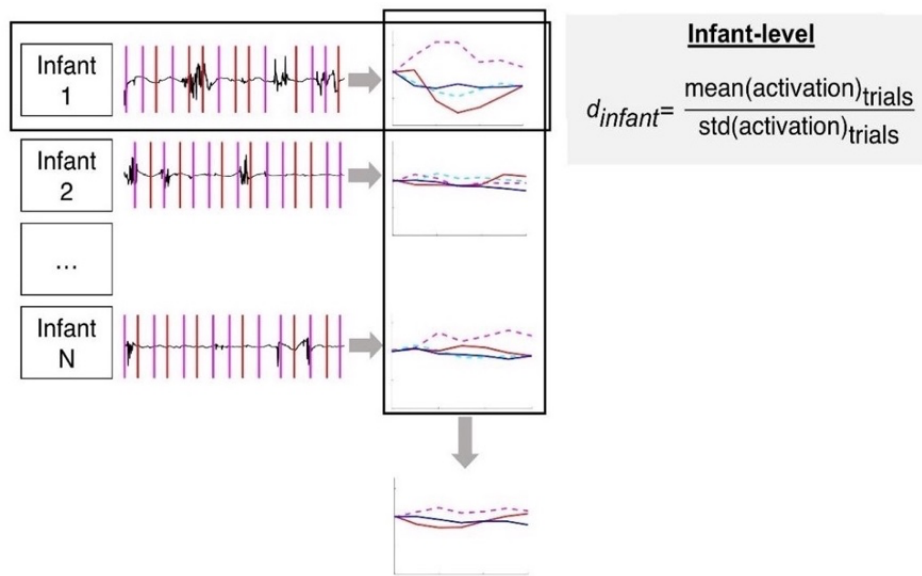 Infant
1
Infant
2
...
Infant
N
Infant-level
d_infant= mean(activation)_trials
std(activation)_trials